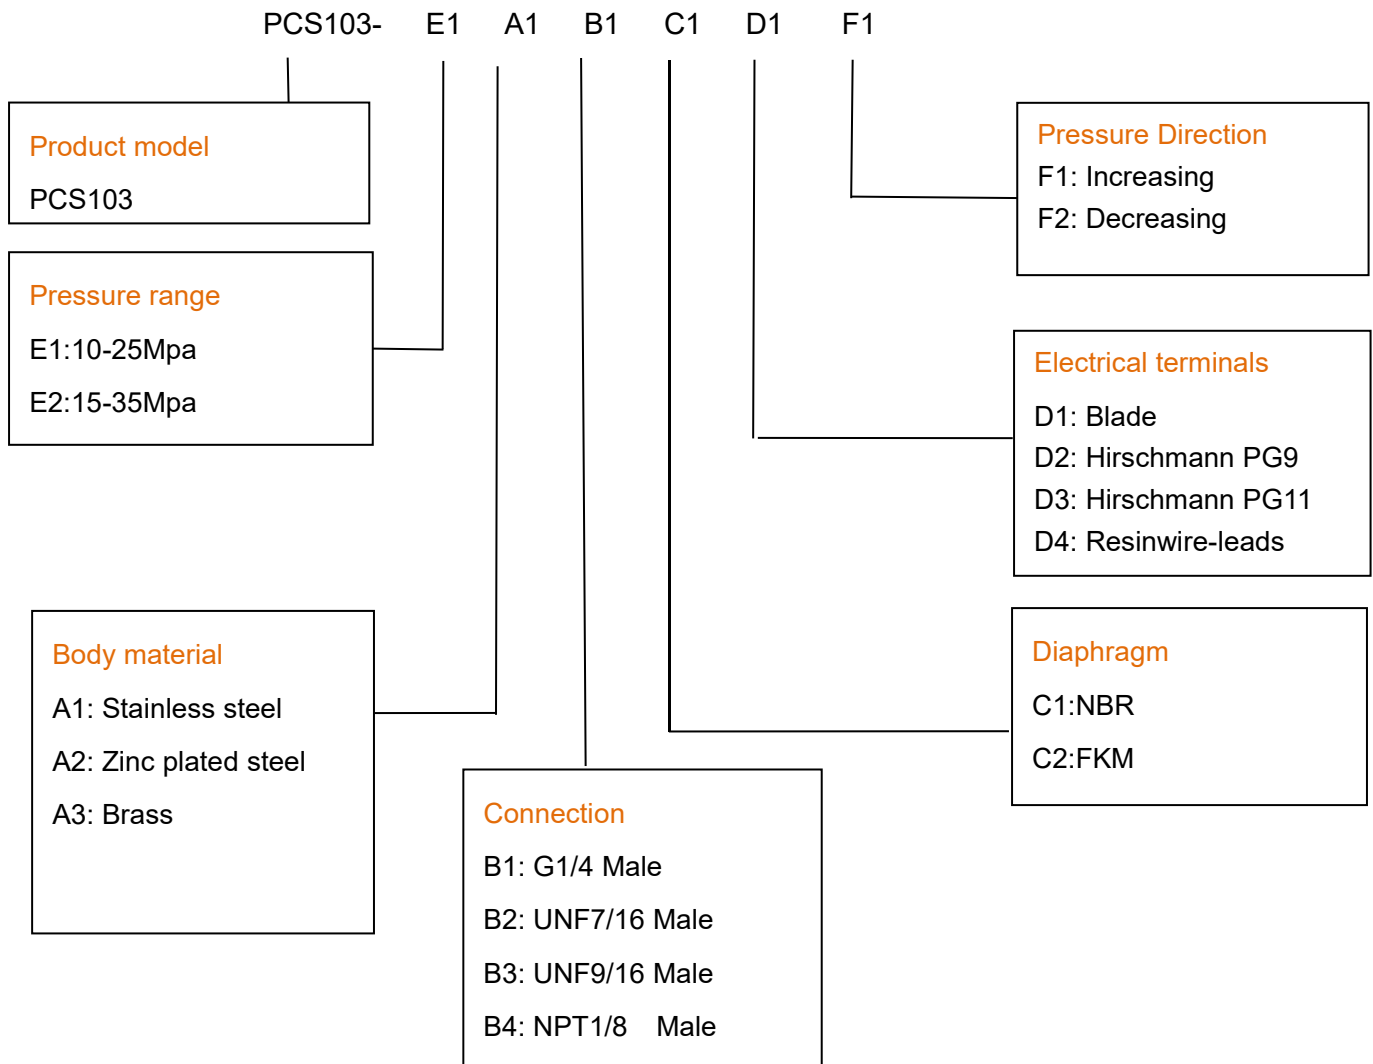 PCS103- E1 A1 B1 C1 D1 F1
Product model
PCS103
Pressure range
E1:10-25Mpa
E2:15-35Mpa
Body material
A1: Stainless steel
A2: Zinc plated steel
A3: Brass
Connection
B1: G1/4 Male
B2: UNF7/16 Male
B3: UNF9/16 Male
B4: NPT1/8 Male
Pressure Direction
F1: Increasing
F2: Decreasing
Electrical terminals
D1: Blade
D2: Hirschmann PG9
D3: Hirschmann PG11
D4: Resinwire-leads
Diaphragm
C1:NBR
C2:FKM